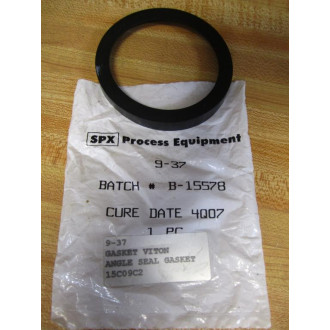 SPX Process Equipment
9-37
BATCH # B-15578
CURE DATE 4Q07
1 PC
9-37
GASKET VITON
ANGLE SEAL GASKET
15C09C2